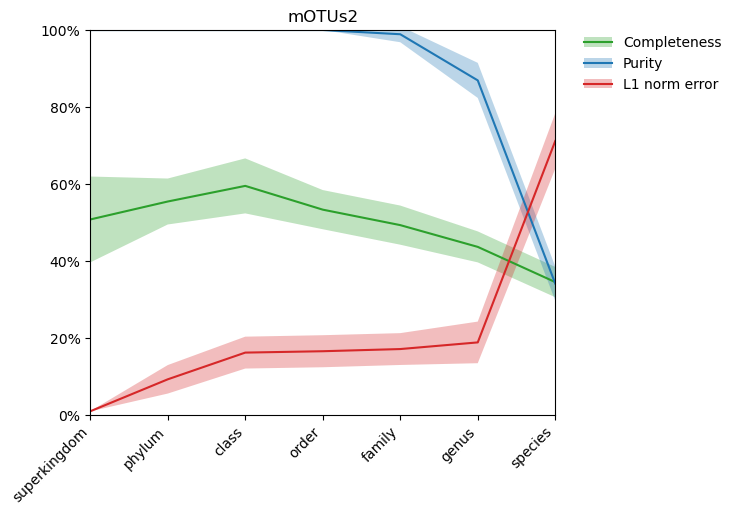 mOTUs2
100%
80%
60%
40%
20%
0%
superkingdom
phylum
class
order
family
genus
species
Completeness
Purity
L1 norm error